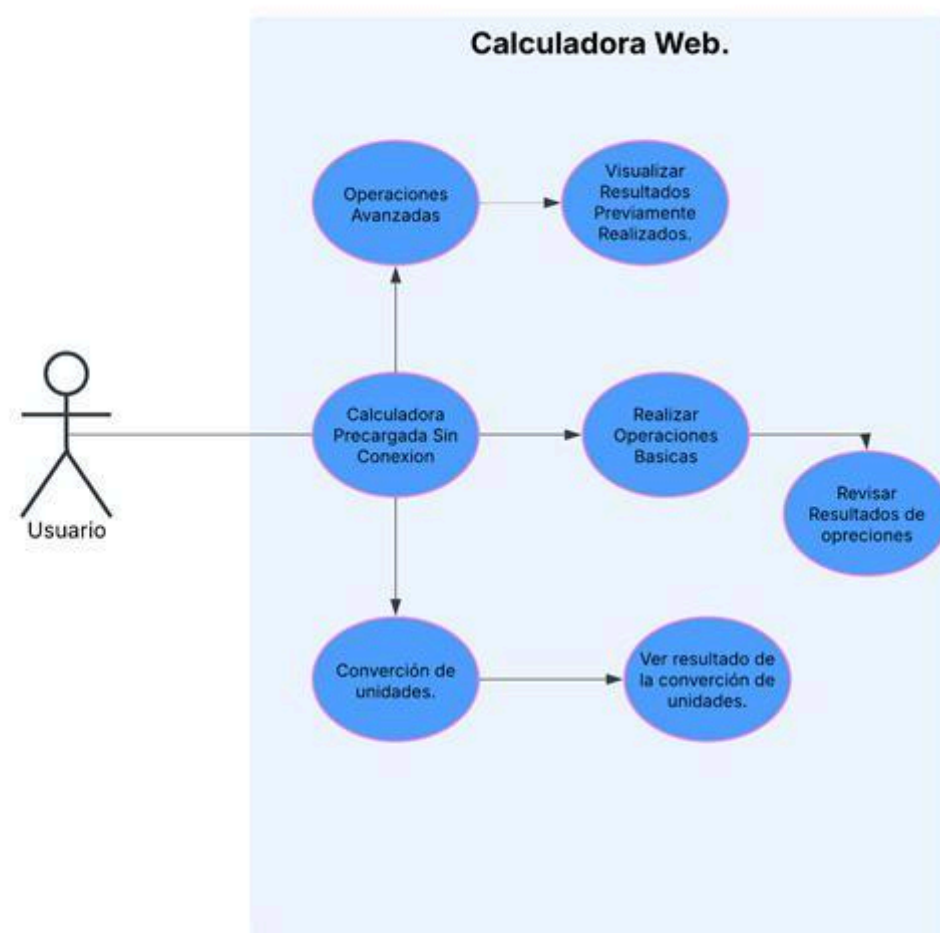 Calculadora Web.
Operaciones
Avanzadas
Visualizar
Resultados
Previamente
Realizados.
Usuario
Calculadora
Precargada Sin
Conexion
Realizar
Operaciones
Basicas
Revisar
Resultados de
opreciones
Converción de
unidades.
Ver resultado de
la converción de
unidades.